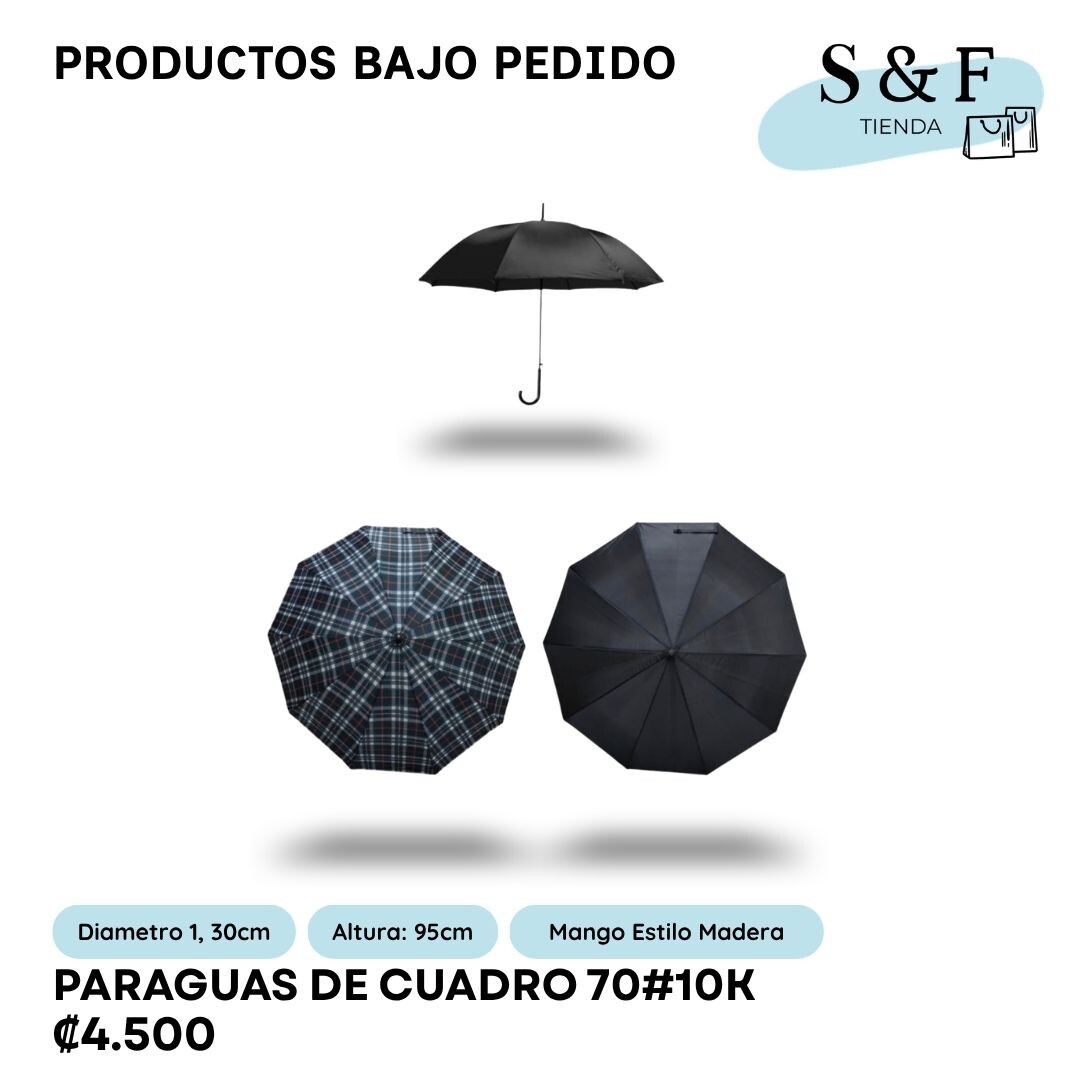 PRODUCTOS BAJO PEDIDO
S & F
TIENDA
Diametro 1, 30cm
Altura: 95cm
Mango Estilo Madera
PARAGUAS DE CUADRO 70#10K
₡4.500